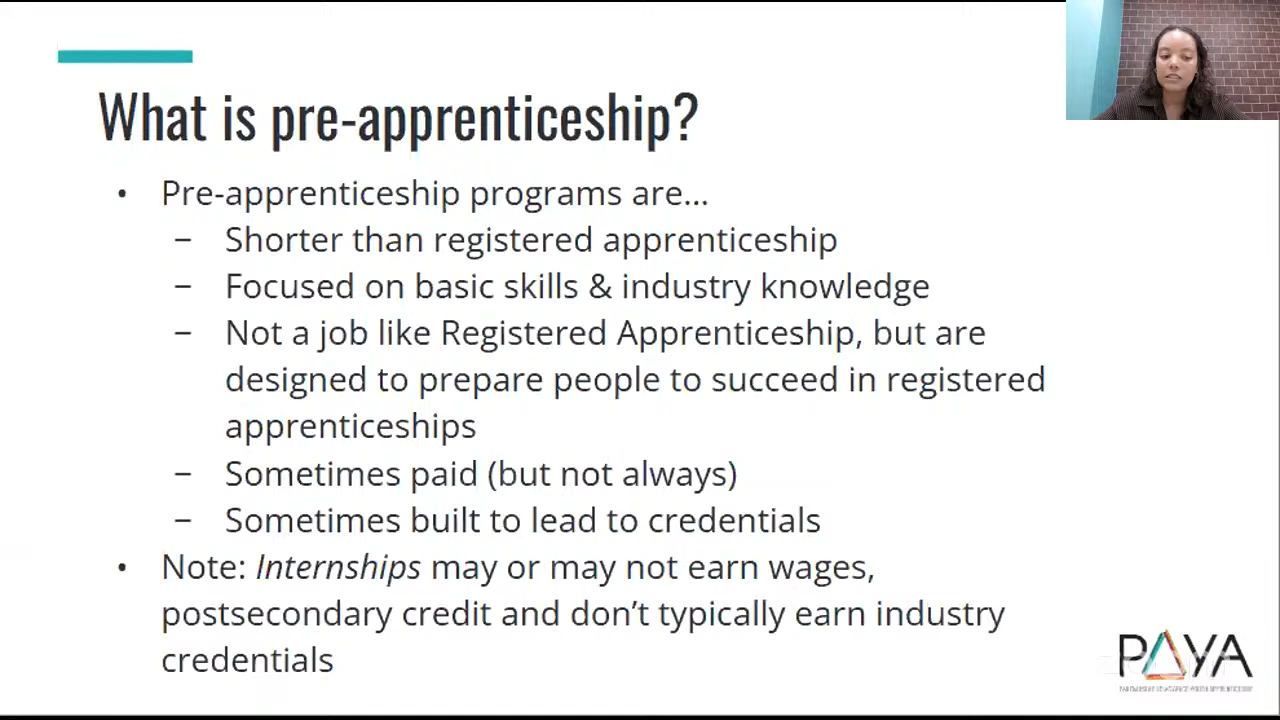 What is pre-apprenticeship?
• Pre-apprenticeship programs are...
– Shorter than registered apprenticeship
– Focused on basic skills & industry knowledge
– Not a job like Registered Apprenticeship, but are
designed to prepare people to succeed in registered
apprenticeships
– Sometimes paid (but not always)
– Sometimes built to lead to credentials
• Note: Internships may or may not earn wages,
postsecondary credit and don't typically earn industry
credentials
PAYA